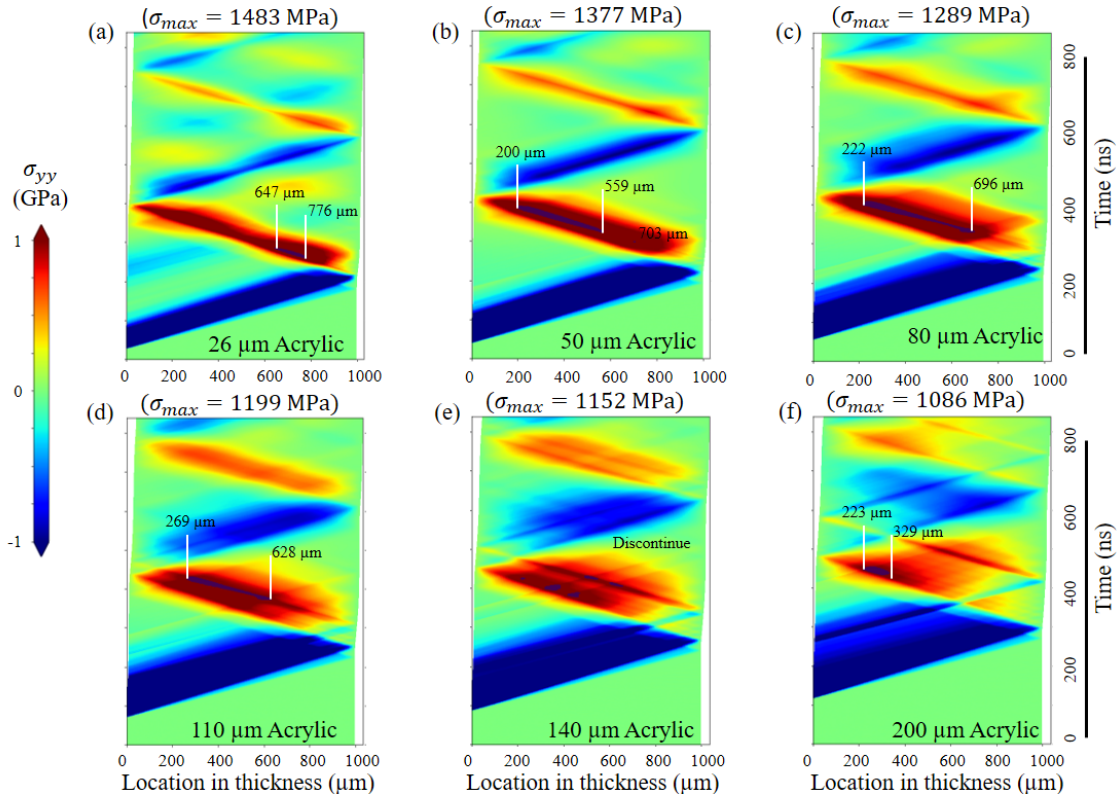 (σmax = 1483 MPa)
(σmax = 1377 MPa)
(σmax = 1289 MPa)
(a)
(b)
(c)
σyy
(GPa)
1
0
-1
647 μm
776 μm
26 μm Acrylic
200 μm
559 μm
703 μm
50 μm Acrylic
222 μm
696 μm
80 μm Acrylic
800
600
400
200
0
Time (ns)
0 200 400 600 800 1000
0 200 400 600 800 1000
0 200 400 600 800 1000
(σmax = 1199 MPa)
(σmax = 1152 MPa)
(σmax = 1086 MPa)
(d)
(e)
(f)
269 μm
628 μm
110 μm Acrylic
Discontinue
140 μm Acrylic
223 μm
329 μm
200 μm Acrylic
800
600
400
200
0
Time (ns)
0 200 400 600 800 1000
0 200 400 600 800 1000
0 200 400 600 800 1000
Location in thickness (μm)
Location in thickness (μm)
Location in thickness (μm)